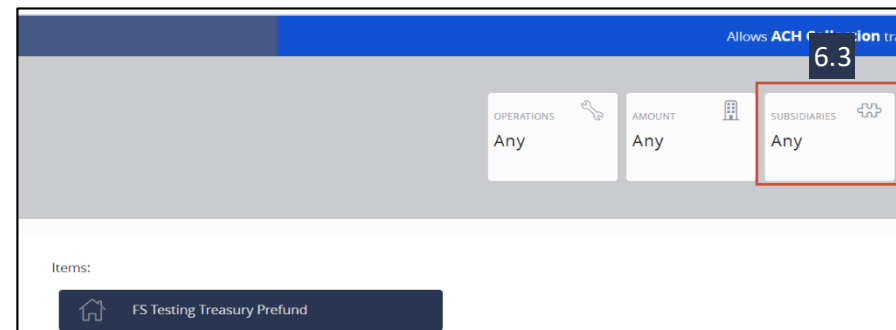 Allows ACH
6.3
OPERATIONS
Any
AMOUNT
Any
SUBSIDIARIES
Any
Items:
FS Testing Treasury Prefund